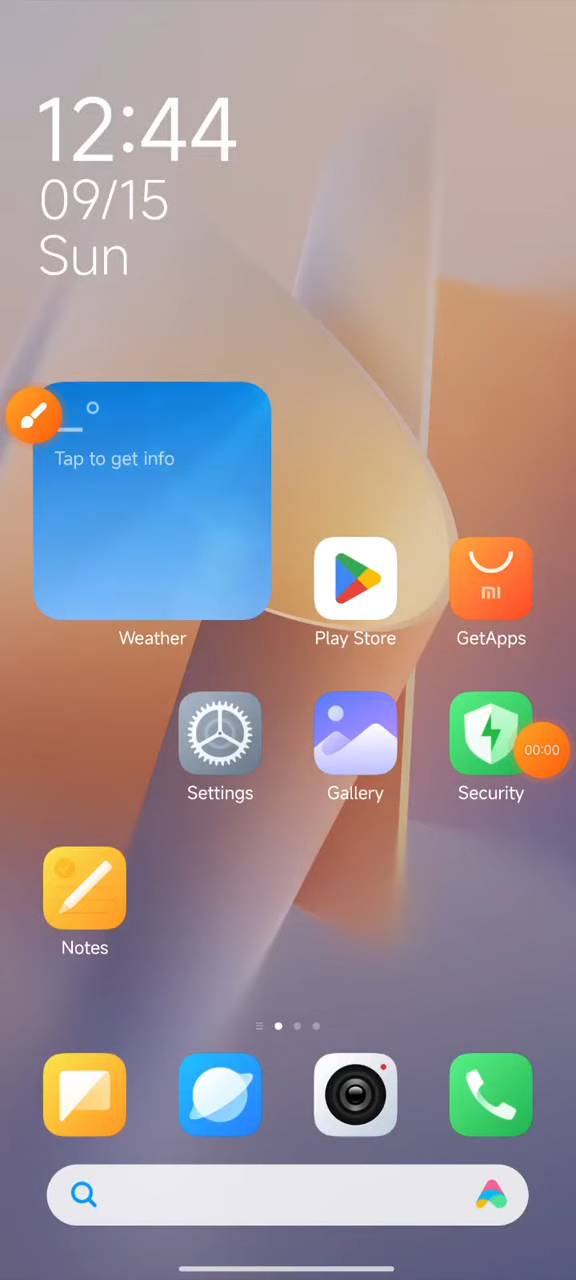 12:44
09/15
Sun
Tap to get info
Weather
Play Store
mi
GetApps
Settings
Gallery
Security
00:00
Notes